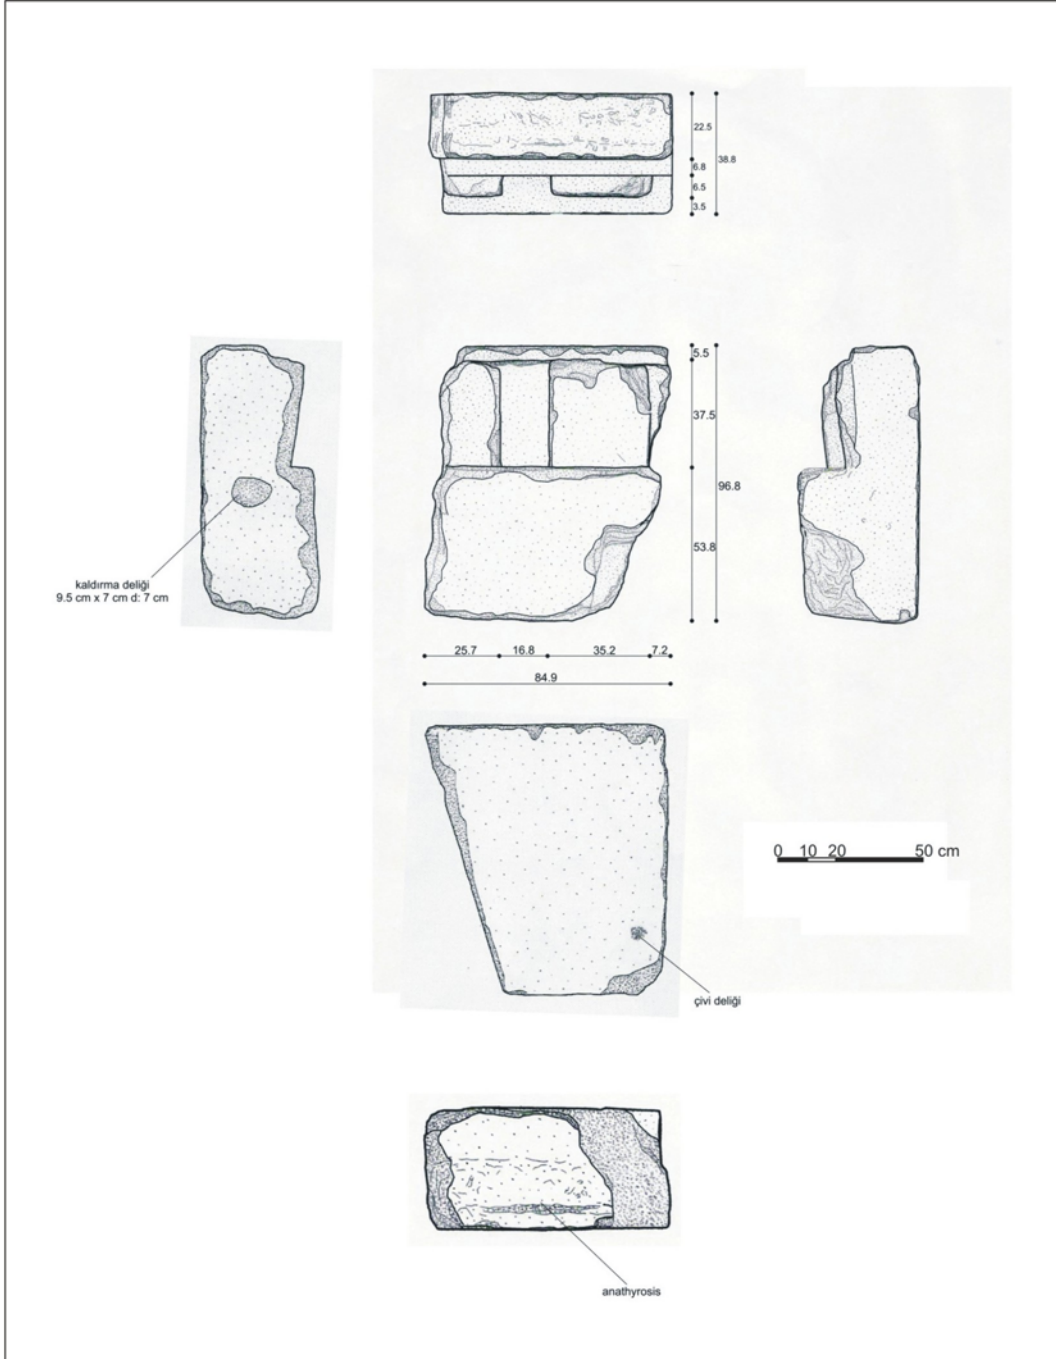 22.5
38.8
6.8
6.5
3.5
5.5
37.5
96.8
53.8
kaldırma deliği
9.5 cm x 7 cm d: 7 cm
25.7 16.8 35.2 7.2
84.9
0 10 20 50 cm
çivi deliği
anathyrosis